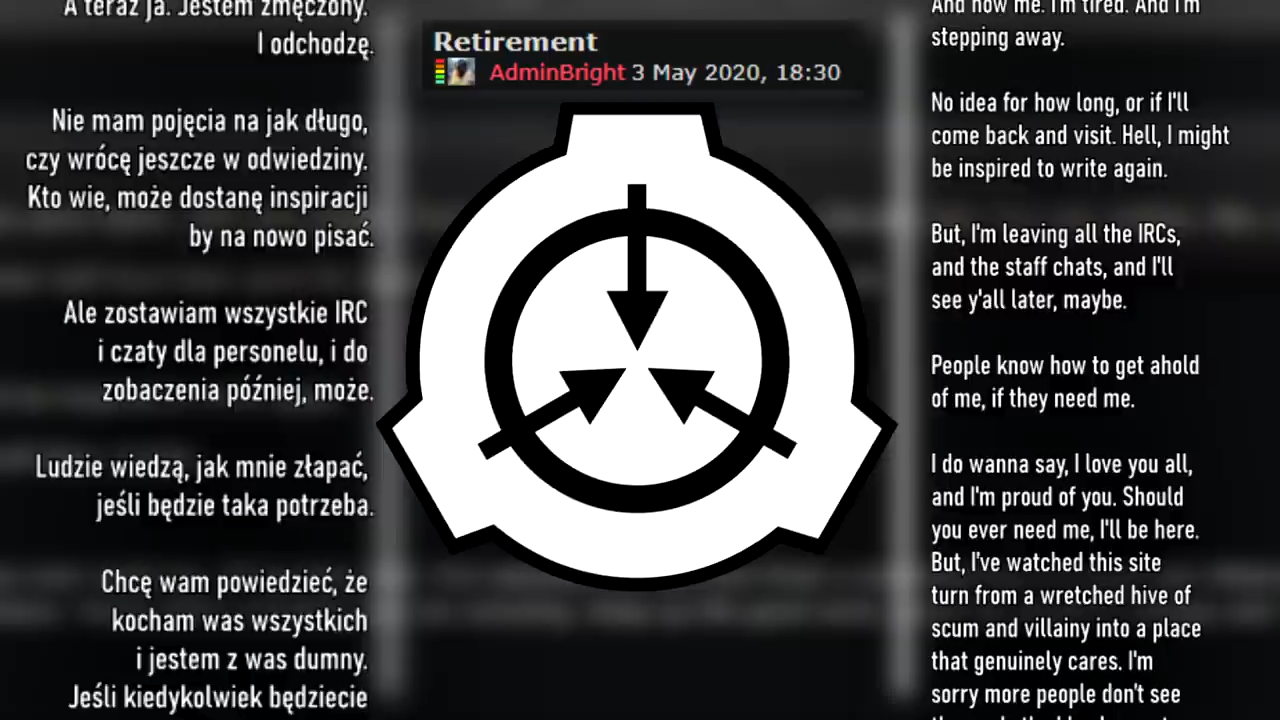 A teraz ja. Jestem zmęczony.
I odchodzę.
Nie mam pojęcia na jak długo,
czy wrócę jeszcze w odwiedziny.
Kto wie, może dostanę inspiracji
by na nowo pisać.
Ale zostawiam wszystkie IRC
i czaty dla personelu, i do
zobaczenia później, może.
Ludzie wiedzą, jak mnie złapać,
jeśli będzie taka potrzeba.
Chcę wam powiedzieć, że
kocham was wszystkich
i jestem z was dumny.
Jeśli kiedykolwiek będziecie
Retirement
AdminBright 3 May 2020, 18:30
And now me. I'm tired. And I'm
stepping away.
No idea for how long, or if I'll
come back and visit. Hell, I might
be inspired to write again.
But, I'm leaving all the IRCs,
and the staff chats, and I'll
see y'all later, maybe.
People know how to get ahold
of me, if they need me.
I do wanna say, I love you all,
and I'm proud of you. Should
you ever need me, I'll be here.
But, I've watched this site
turn from a wretched hive of
scum and villainy into a place
that genuinely cares. I'm
sorry more people don't see